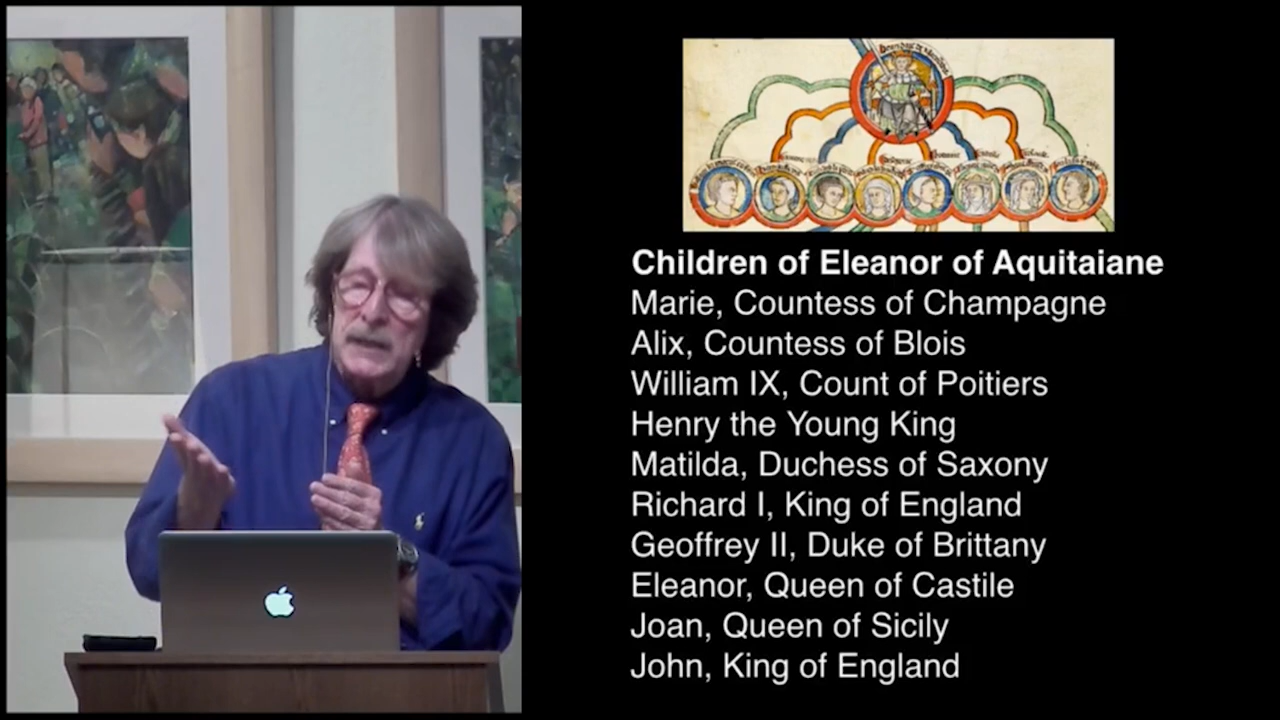 Children of Eleanor of Aquitaiane
Marie, Countess of Champagne
Alix, Countess of Blois
William IX, Count of Poitiers
Henry the Young King
Matilda, Duchess of Saxony
Richard I, King of England
Geoffrey II, Duke of Brittany
Eleanor, Queen of Castile
Joan, Queen of Sicily
John, King of England